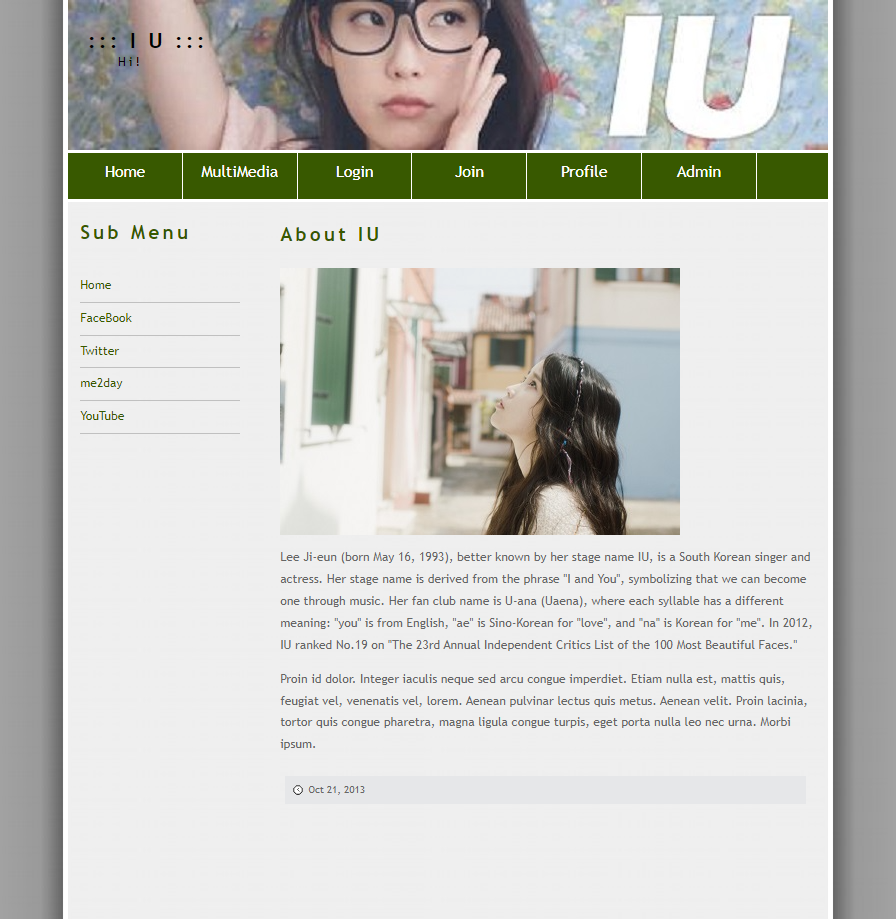 ::: I U :::
Hi!
IU
Home MultiMedia Login Join Profile Admin
Sub Menu
Home
FaceBook
Twitter
me2day
YouTube
About IU
Lee Ji-eun (born May 16, 1993), better known by her stage name IU, is a South Korean singer and
actress. Her stage name is derived from the phrase "I and You", symbolizing that we can become
one through music. Her fan club name is U-ana (Uaena), where each syllable has a different
meaning: "you" is from English, "ae" is Sino-Korean for "love", and "na" is Korean for "me". In 2012,
IU ranked No.19 on "The 23rd Annual Independent Critics List of the 100 Most Beautiful Faces."
Proin id dolor. Integer iaculis neque sed arcu congue imperdiet. Etiam nulla est, mattis quis,
feugiat vel, venenatis vel, lorem. Aenean pulvinar lectus quis metus. Aenean velit. Proin lacinia,
tortor quis congue pharetra, magna ligula congue turpis, eget porta nulla leo nec urna. Morbi
ipsum.
Oct 21, 2013